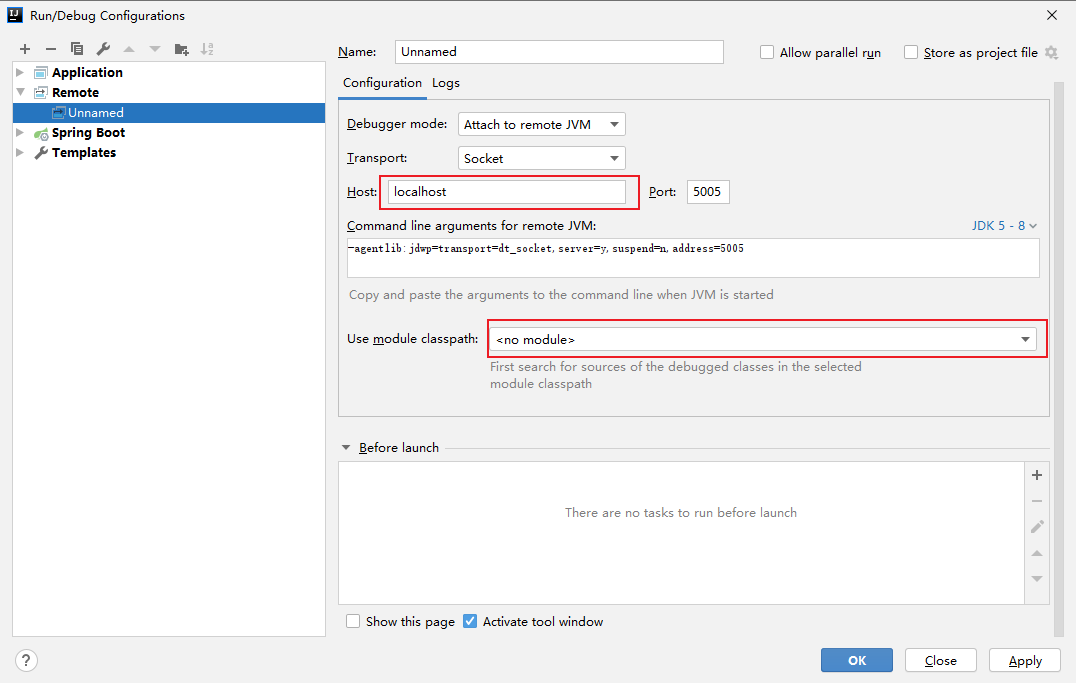 Run/Debug Configurations
Application
Remote
Unnamed
Spring Boot
Templates
Name: Unnamed
Allow parallel run
Store as project file
Configuration
Logs
Debugger mode: Attach to remote JVM
Transport: Socket
Host: localhost
Port: 5005
Command line arguments for remote JVM:
JDK 5 - 8
-agentlib:jdwp=transport=dt_socket,server=y,suspend=n,address=5005
Copy and paste the arguments to the command line when JVM is started
Use module classpath: <no module>
First search for sources of the debugged classes in the selected
module classpath
Before launch
There are no tasks to run before launch
Show this page
Activate tool window
?
OK
Close
Apply